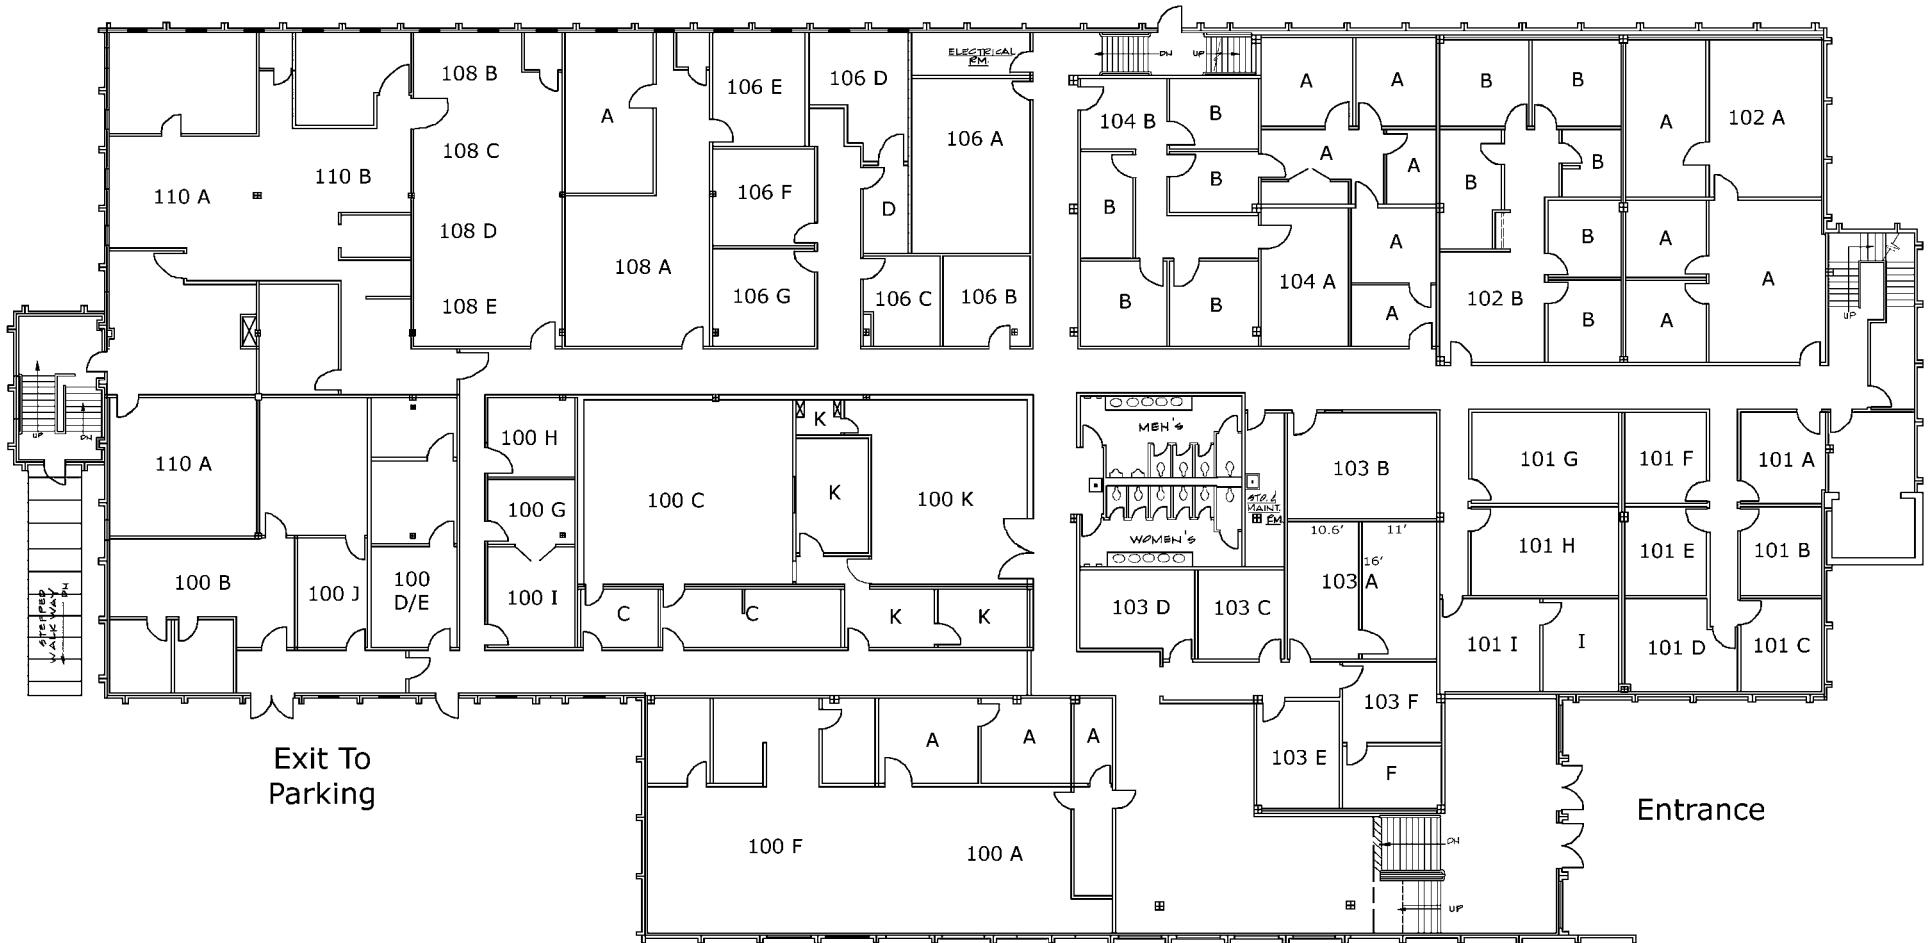 108 B
ELECTRICAL
RM.
DN
UP
106 E
106 D
A
A
B
B
A
102 A
A
104 B
B
108 C
106 A
A
A
B
B
110 A
110 B
106 F
D
B
B
108 D
A
B
A
108 A
106 G
106 C
106 B
B
B
104 A
A
102 B
B
A
A
108 E
UP
UP
DN
110 A
100 H
100 C
K
K
100 K
MEN'S
STO. &
MAINT.
RM.
WOMEN'S
103 B
101 G
101 F
101 A
100 G
10.6'
11'
16'
103 A
101 H
101 E
101 B
100 B
100 J
100
D/E
100 I
C
C
K
K
103 D
103 C
101 I
I
101 D
101 C
STEPPED
WALKWAY
DN
103 F
A
A
A
103 E
F
Exit To
Parking
Entrance
100 F
100 A
DN
UP